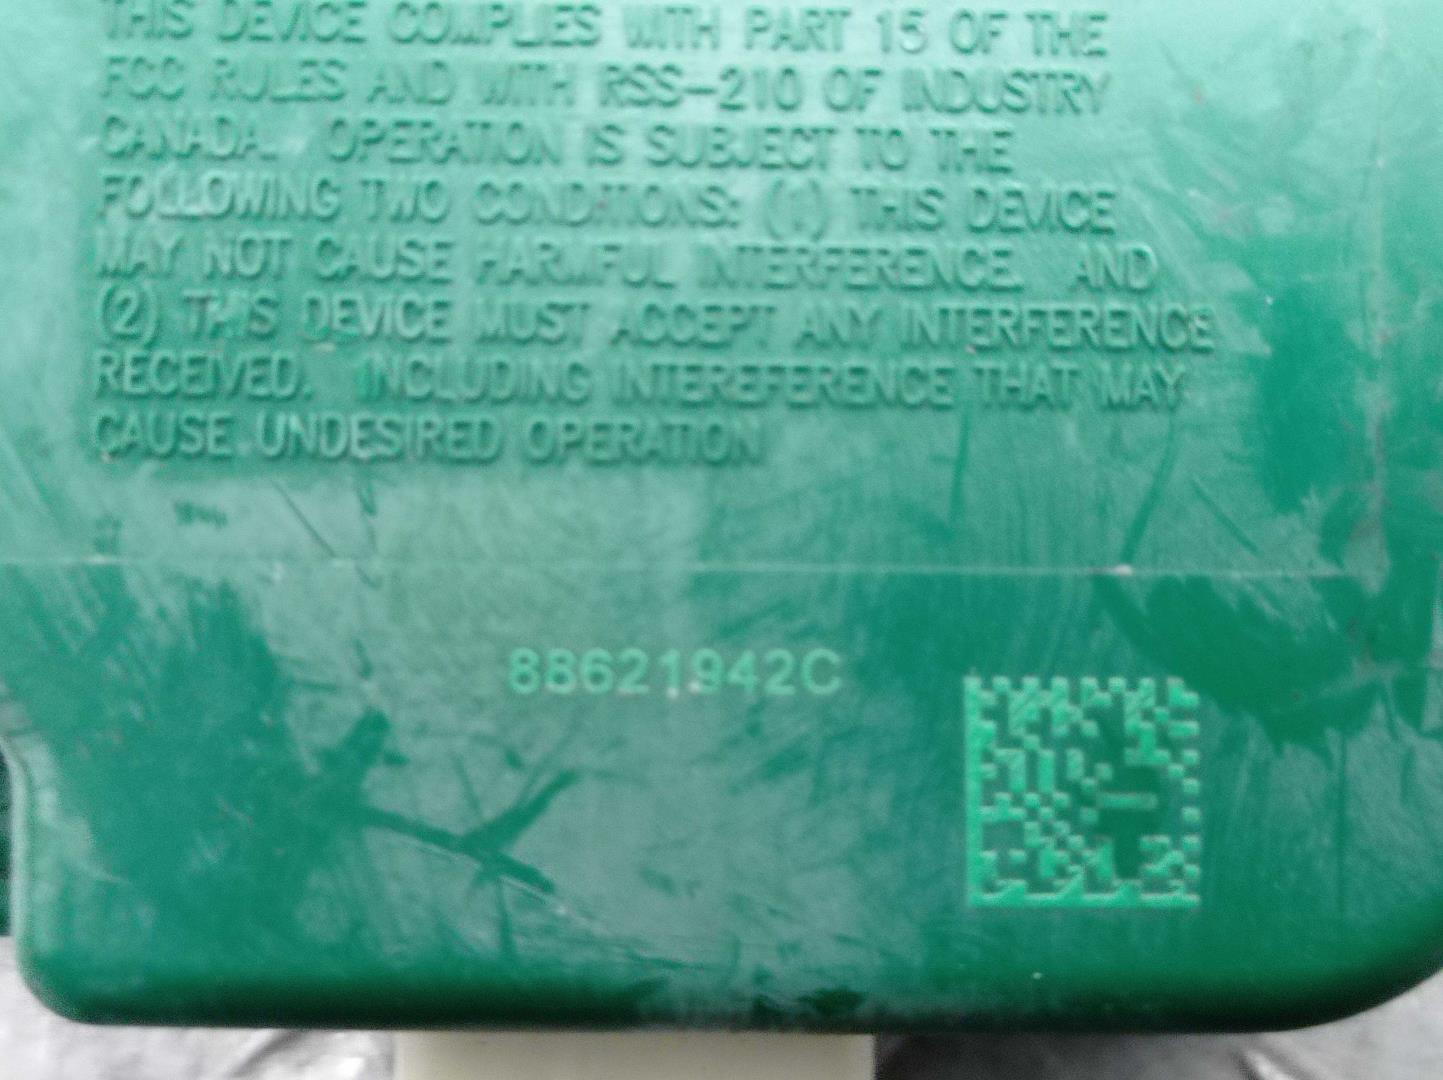 THIS DEVICE COMPLIES WITH PART 15 OF THE
FCC RULES AND WITH RSS-210 OF INDUSTRY
CANADA. OPERATION IS SUBJECT TO THE
FOLLOWING TWO CONDITIONS: (1) THIS DEVICE
MAY NOT CAUSE HARMFUL INTERFERENCE. AND
(2) THIS DEVICE MUST ACCEPT ANY INTERFERENCE
RECEIVED. INCLUDING INTEREFERENCE THAT MAY
CAUSE UNDESIRED OPERATION
88621942C